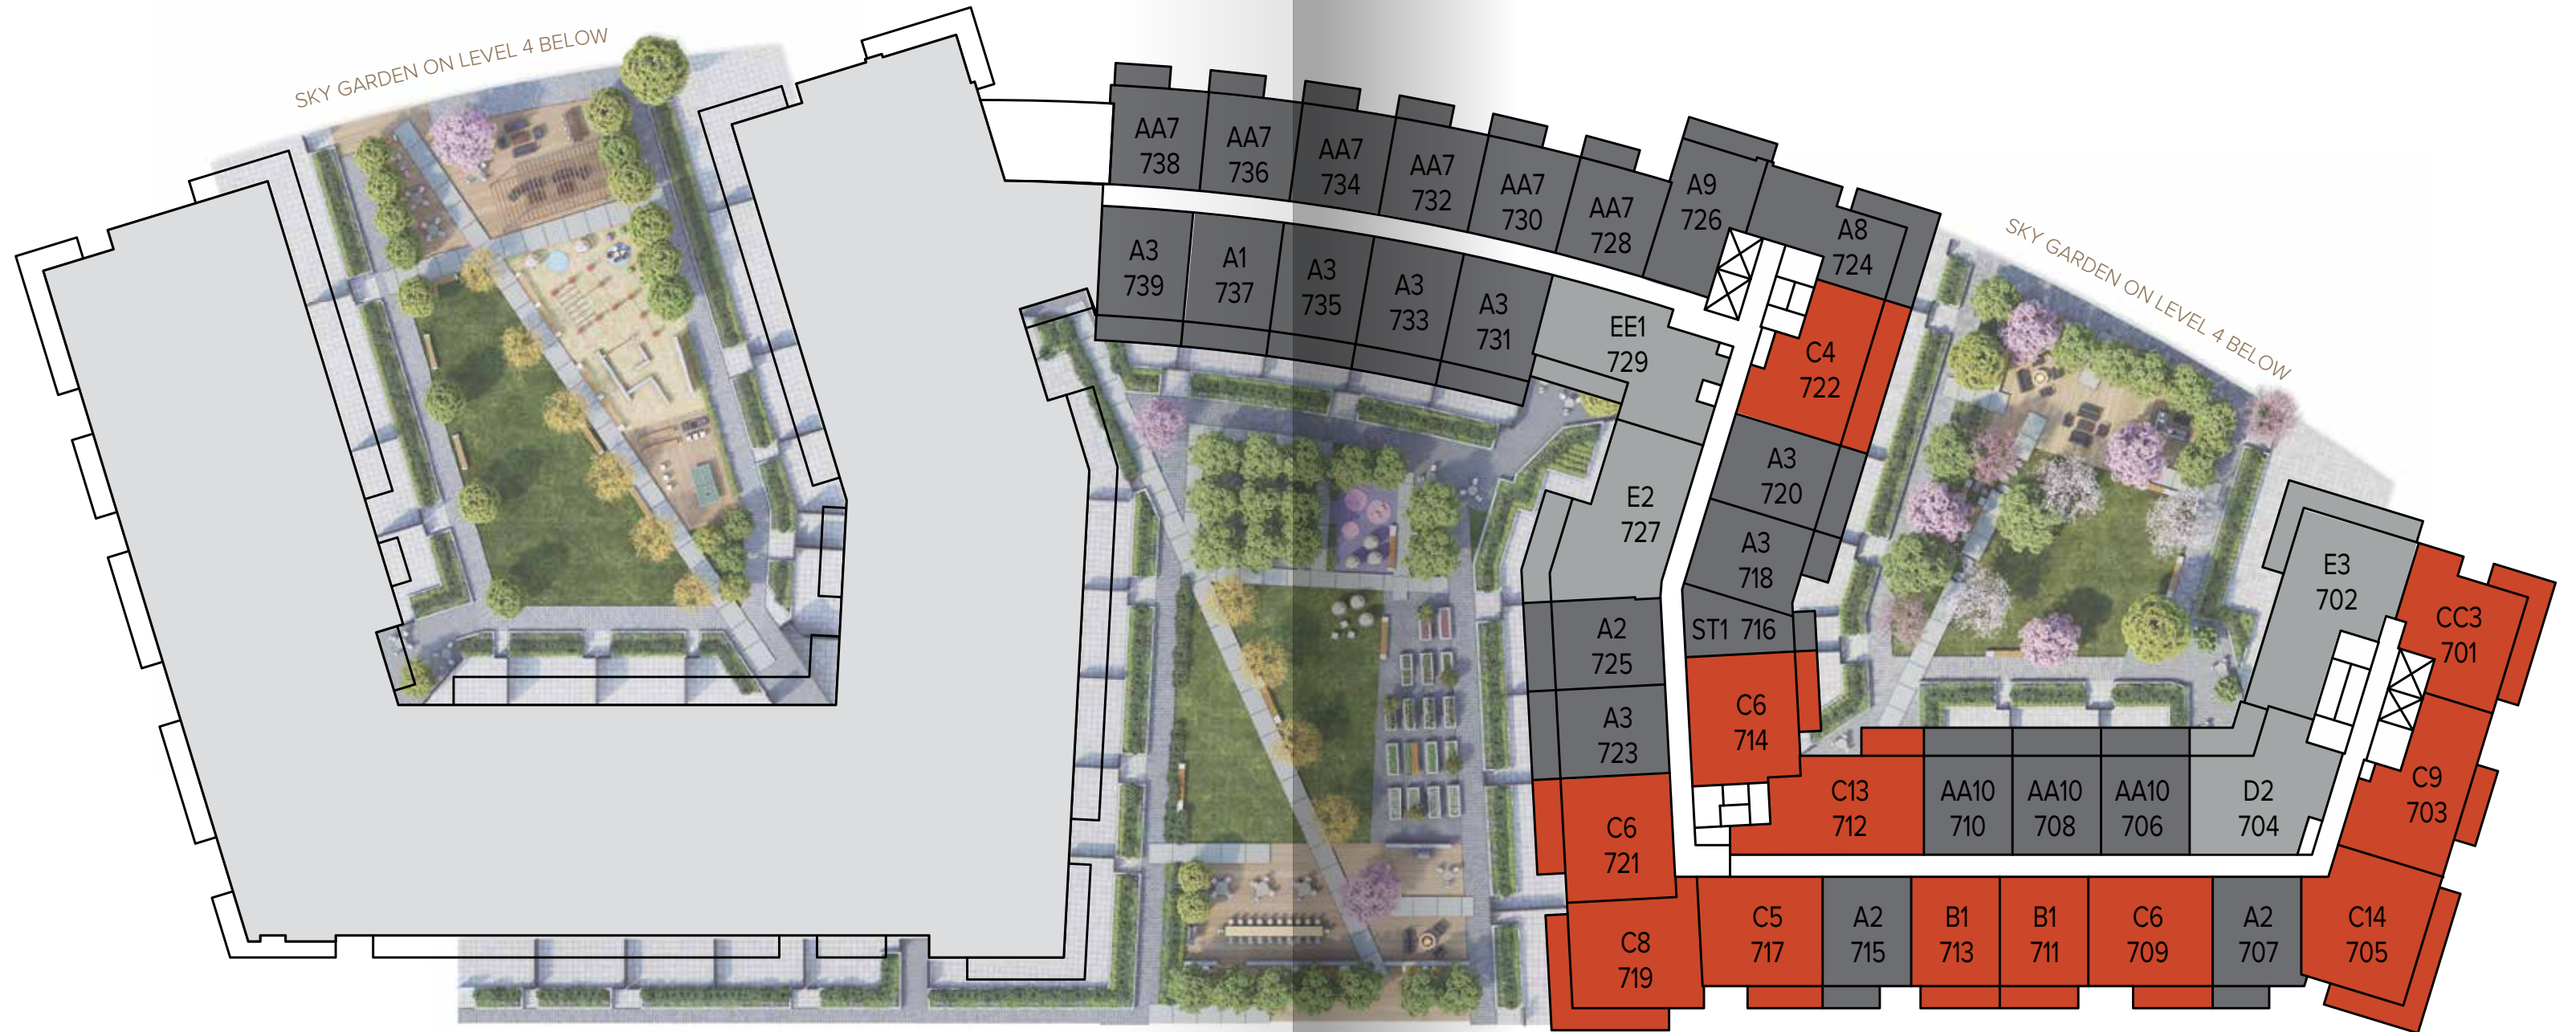 SKY GARDEN ON LEVEL 4 BELOW
AA7
738
AA7
736
AA7
734
AA7
732
AA7
730
AA7
728
A9
726
A8
724
SKY GARDEN ON LEVEL 4 BELOW
A3
739
A1
737
A3
735
A3
733
A3
731
EE1
729
C4
722
E2
727
A3
720
A3
718
ST1 716
A2
725
A3
723
C6
714
C6
721
C8
719
E3
702
CC3
701
C13
712
AA10
710
AA10
708
AA10
706
D2
704
C9
703
C5
717
A2
715
B1
713
B1
711
C6
709
A2
707
C14
705